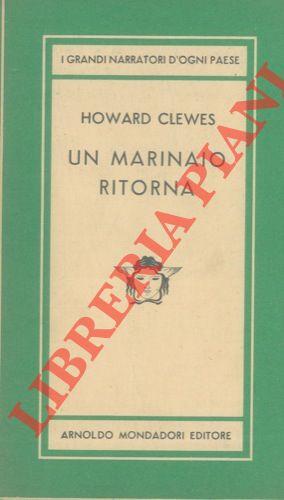 I GRANDI NARRATORI D'OGNI PAESE
HOWARD CLEWES
UN MARINAIO
RITORNA
LIBRERIA PIANI
ARNOLDO MONDADORI EDITORE